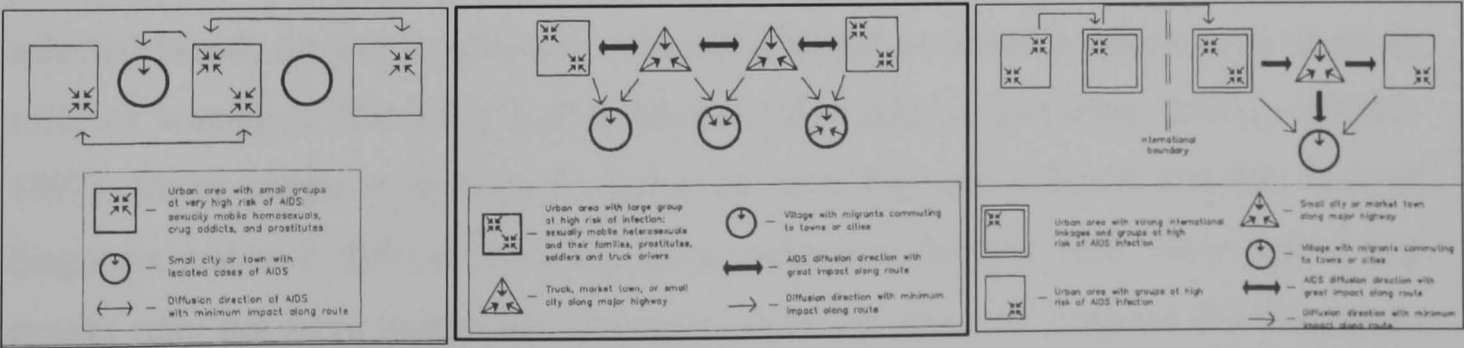 Urban area with small groups
at very high risk of AIDS:
sexually mobile homosexuals,
drug addicts, and prostitutes
Small city or town with
isolated cases of AIDS
Diffusion direction of AIDS
with minimum impact along route
Urban area with large group
at high risk of infection:
sexually mobile heterosexuals
and their families, prostitutes,
soldiers and truck drivers
Truck, market town, or small
city along major highway
Village with migrants commuting
to towns or cities
AIDS diffusion direction with
great impact along route
Diffusion direction with minimum
impact along route
International
boundary
Urban area with strong international
linkages and groups at high
risk of AIDS infection
Urban area with groups at high
risk of AIDS infection
Small city or market town
along major highway
Village with migrants commuting
to towns or cities
AIDS diffusion direction with
great impact along route
Diffusion direction with minimum
impact along route